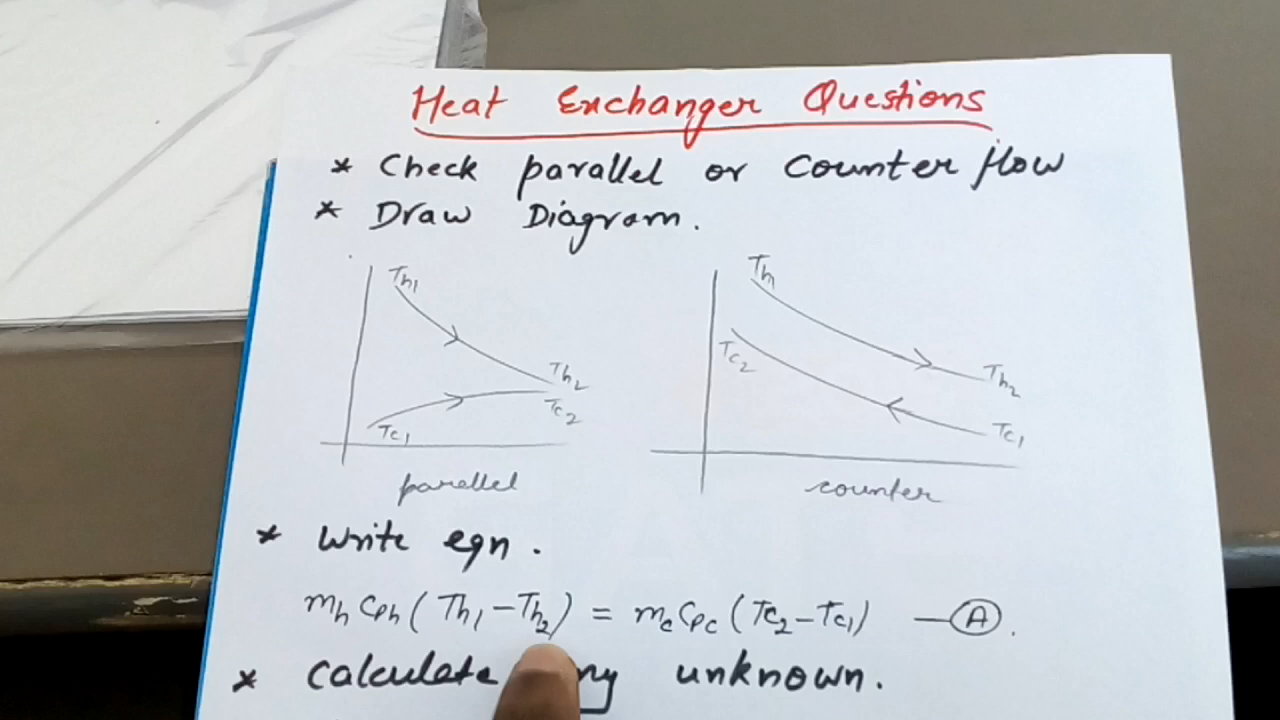 Heat Exchanger Questions
* Check parallel or Counter flow
* Draw Diagram.
Th1
Th2
Tc2
Tc1
parellel
Th1
Tc2
Th2
Tc1
counter
* Write eqn.
mh Cph (Th1 - Th2) = mc Cpc (Tc2 - Tc1) — A.
* Calculate unknown.